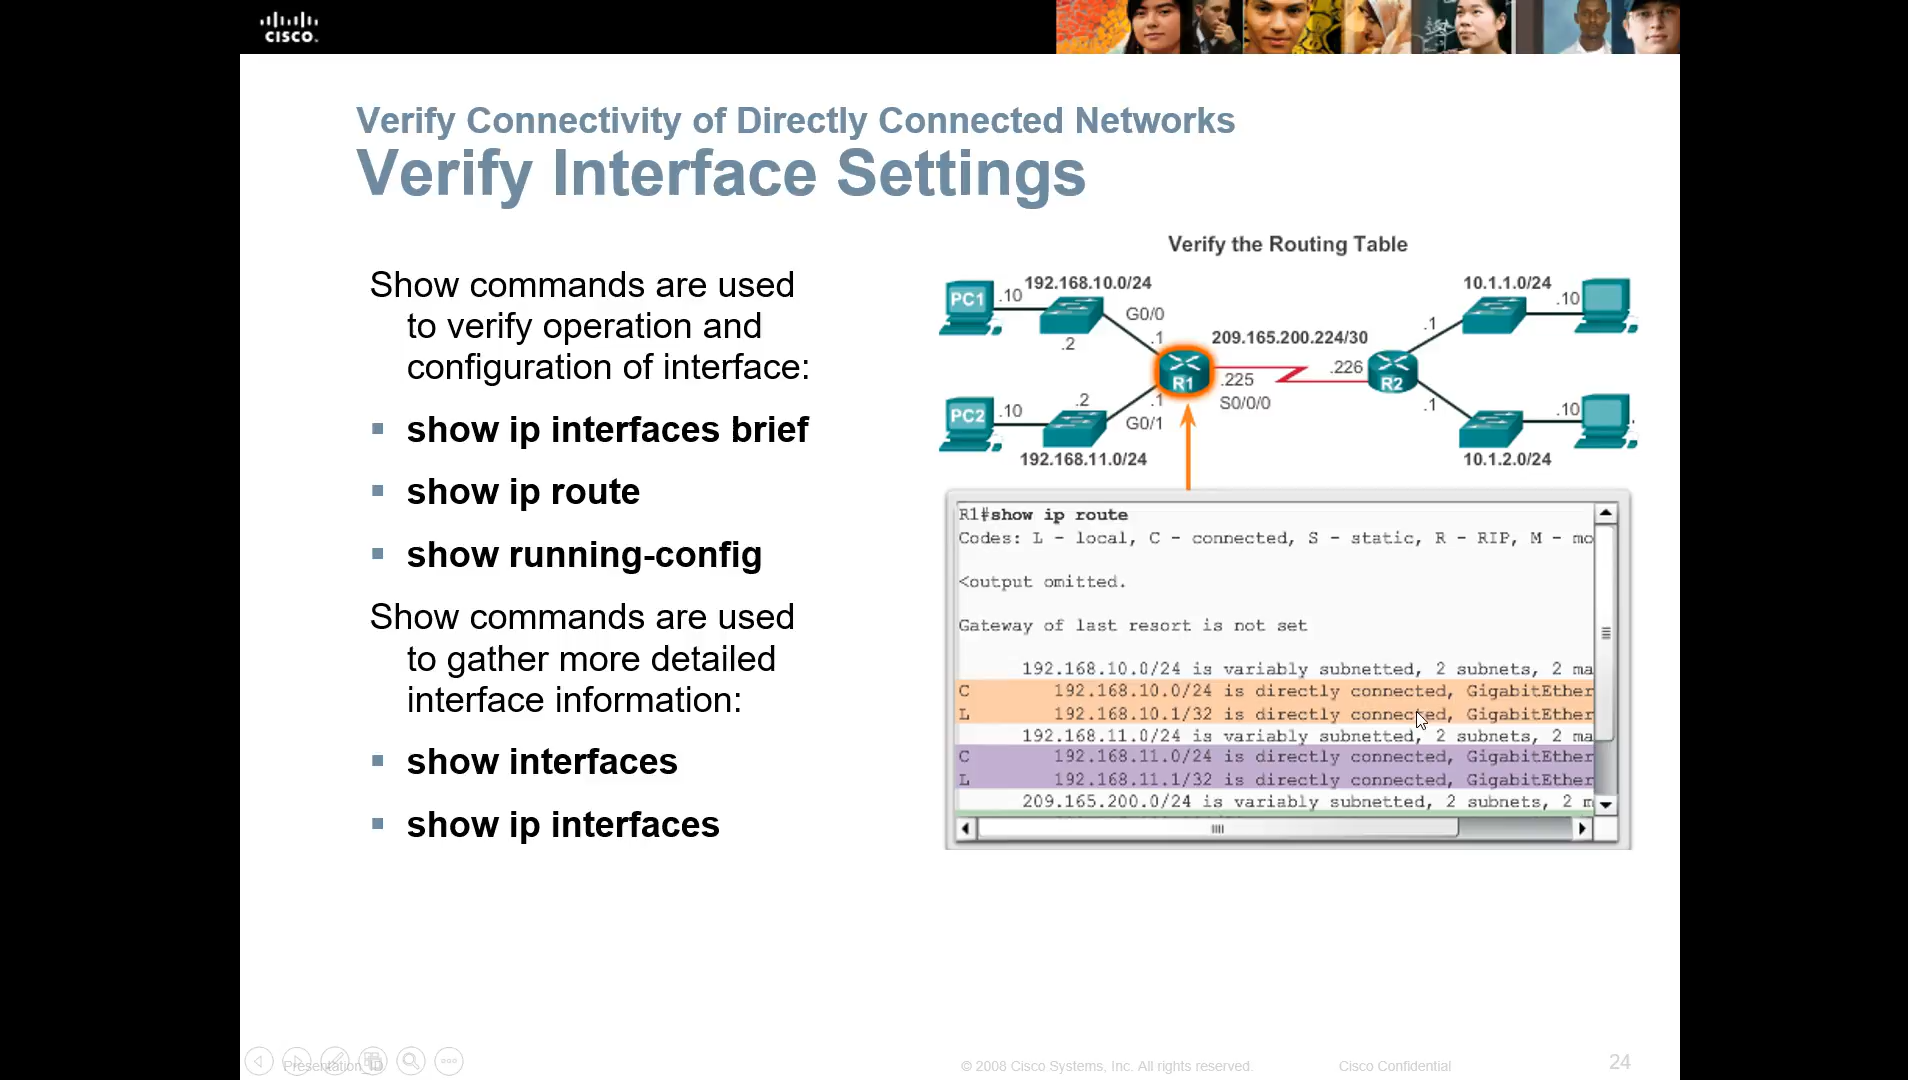 CISCO.
Verify Connectivity of Directly Connected Networks
Verify Interface Settings
Show commands are used
to verify operation and
configuration of interface:
show ip interfaces brief
show ip route
show running-config
Show commands are used
to gather more detailed
interface information:
show interfaces
show ip interfaces
Verify the Routing Table
192.168.10.0/24
10.1.1.0/24
PC1
.10
G0/0
.1
.2
209.165.200.224/30
.1
.10
R1
.225
S0/0/0
.226
R2
PC2
.10
.2
.1
G0/1
192.168.11.0/24
.1
.10
10.1.2.0/24
R1#show ip route
Codes: L - local, C - connected, S - static, R - RIP, M - mo
<output omitted.
Gateway of last resort is not set
192.168.10.0/24 is variably subnetted, 2 subnets, 2 ma
C 192.168.10.0/24 is directly connected, GigabitEther
L 192.168.10.1/32 is directly connected, GigabitEther
192.168.11.0/24 is variably subnetted, 2 subnets, 2 ma
C 192.168.11.0/24 is directly connected, GigabitEther
L 192.168.11.1/32 is directly connected, GigabitEther
209.165.200.0/24 is variably subnetted, 2 subnets, 2 m
Presentation_ID
© 2008 Cisco Systems, Inc. All rights reserved.
Cisco Confidential
24